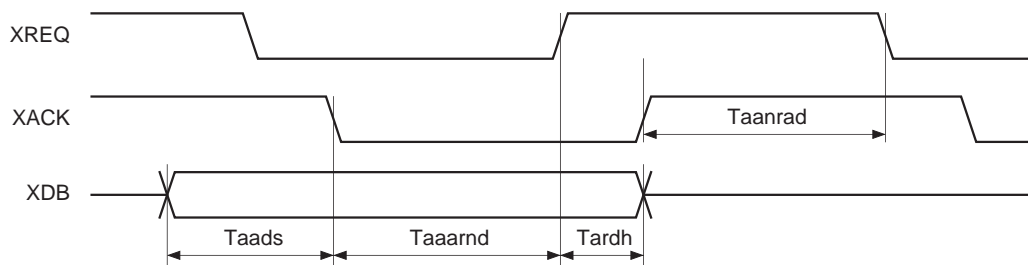 XREQ
XACK
Taanrad
XDB
Taads Taaarnd Tardh